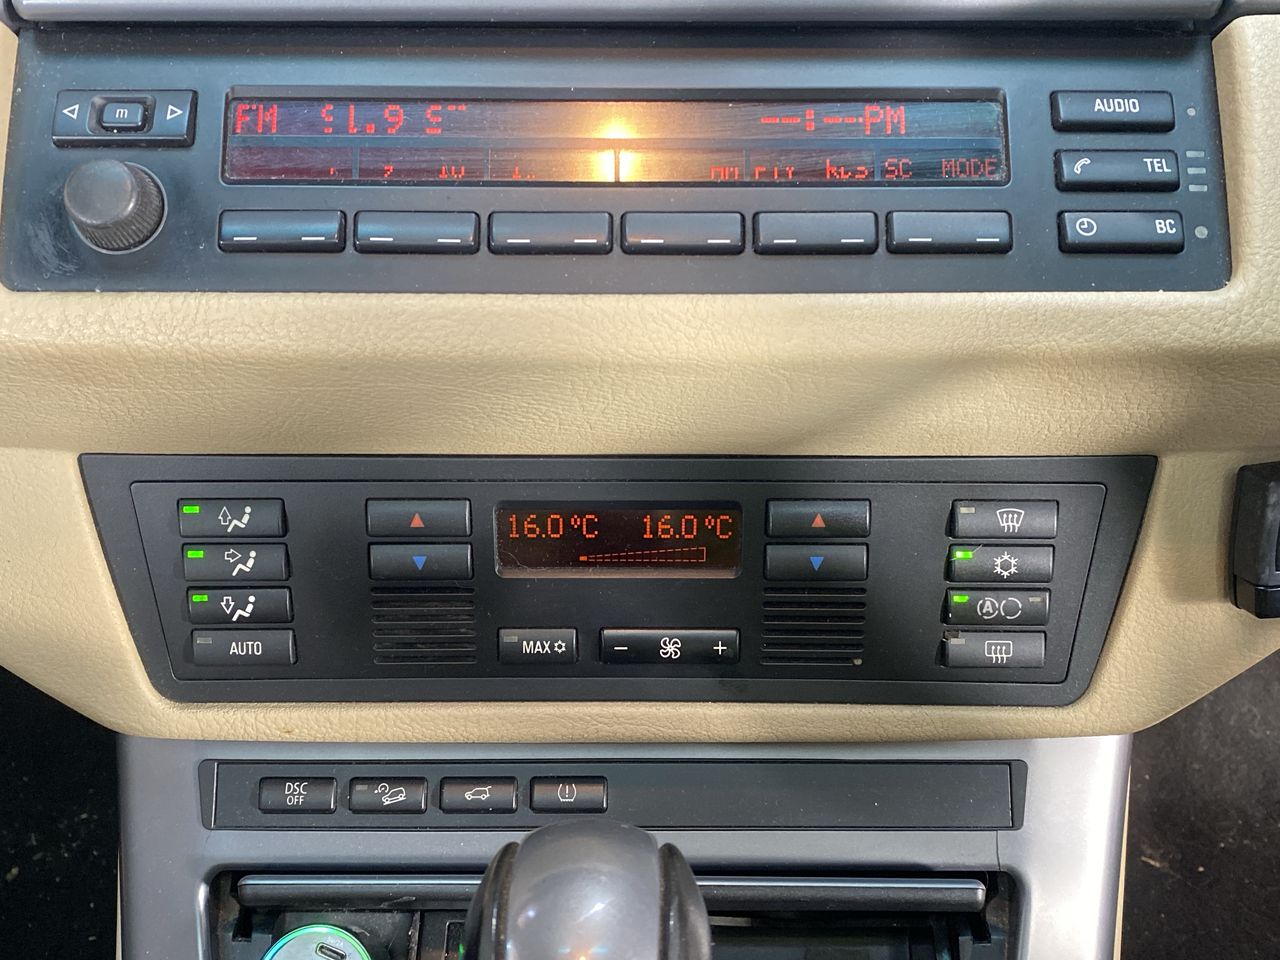 m
FM
--:--PM
SC MODE
AUDIO
TEL
BC
16.0°C 16.0°C
A
AUTO
MAX
− +
DSC
OFF
(!)